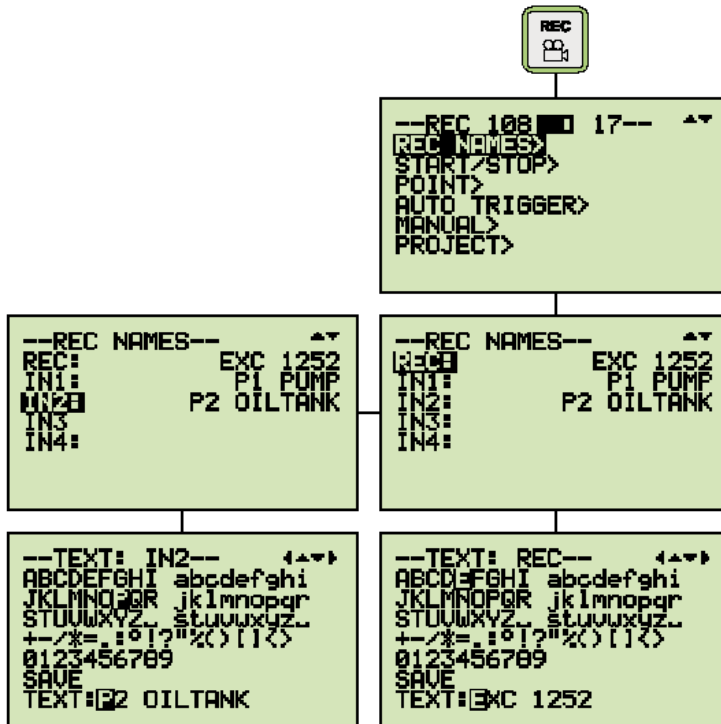 REC
--REC 108 17--
REC NAMES>
START/STOP>
POINT>
AUTO TRIGGER>
MANUAL>
PROJECT>
--REC NAMES--
REC: EXC 1252
IN1: P1 PUMP
IN2: P2 OILTANK
IN3
IN4:
--REC NAMES--
REC: EXC 1252
IN1: P1 PUMP
IN2: P2 OILTANK
IN3:
IN4:
--TEXT: IN2--
ABCDEFGHI abcdefghi
JKLMNOPQR jklmnopqr
STUVWXYZ_ stuvwxyz_
+-/*=.:º!?"%()[]<>
0123456789
SAVE
TEXT:P2 OILTANK
--TEXT: REC--
ABCDEFGHI abcdefghi
JKLMNOPQR jklmnopqr
STUVWXYZ_ stuvwxyz_
+-/*=.:º!?"%()[]<>
0123456789
SAVE
TEXT:EXC 1252